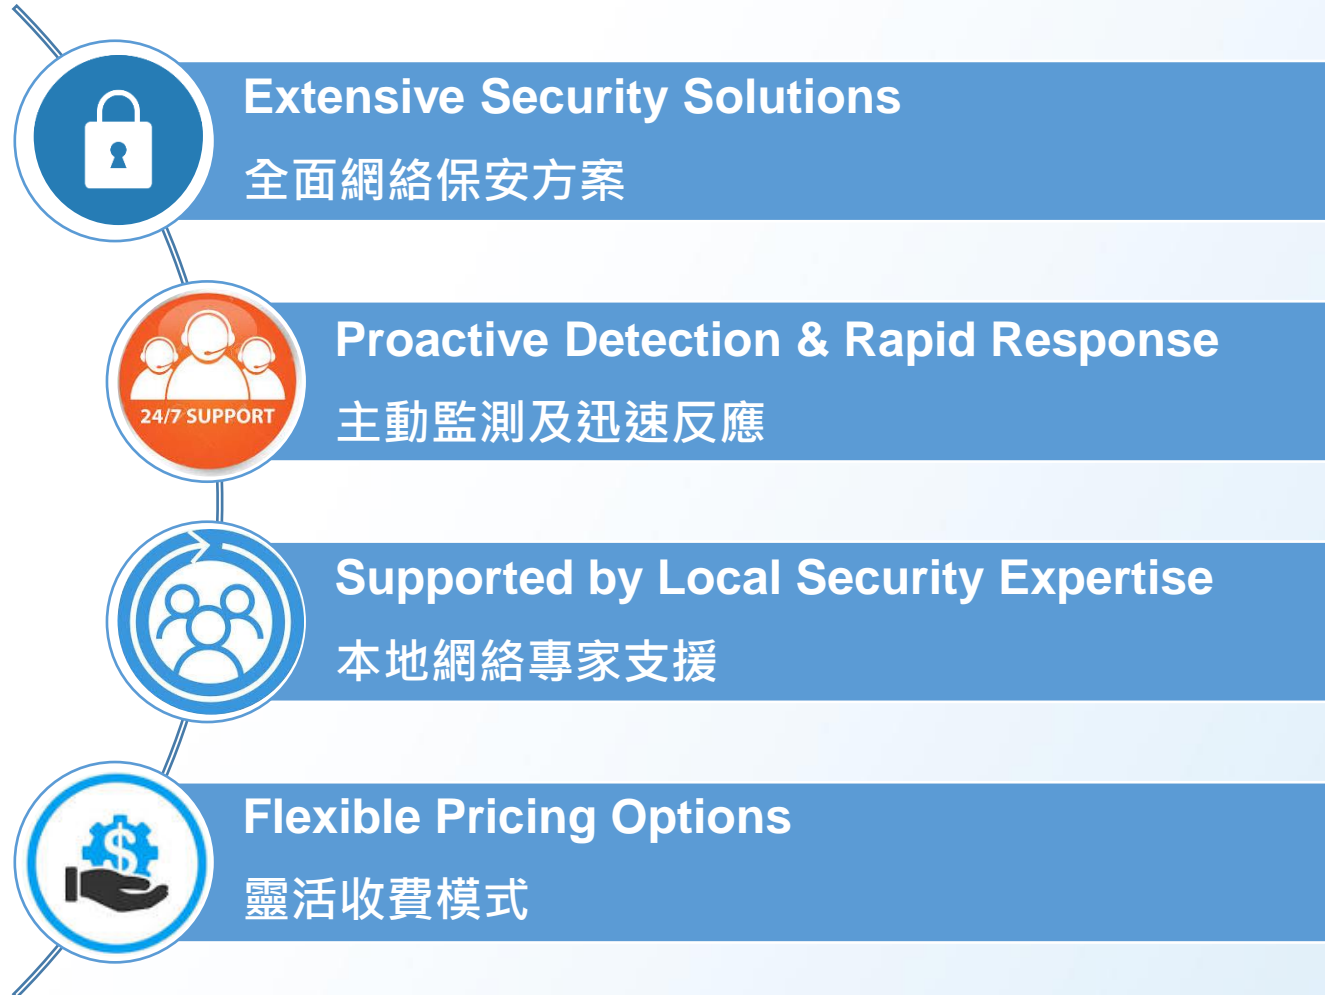 Extensive Security Solutions
全面網絡保安方案
24/7 SUPPORT
Proactive Detection & Rapid Response
主動監測及迅速反應
Supported by Local Security Expertise
本地網絡專家支援
$
Flexible Pricing Options
靈活收費模式